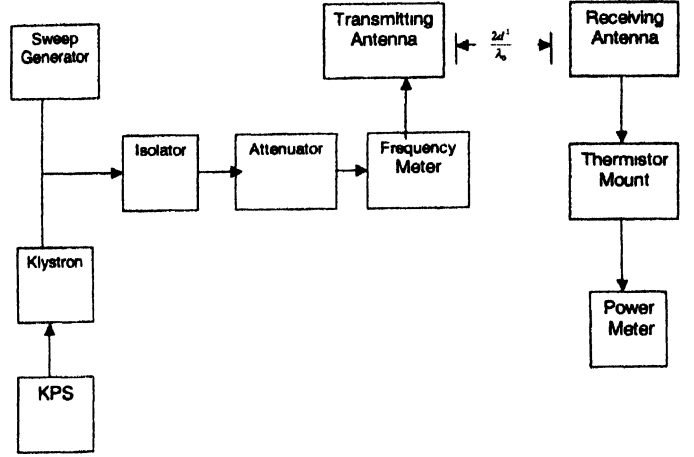 Sweep
Generator
Transmitting
Antenna
2d²
λ₀
Receiving
Antenna
Isolator
Attenuator
Frequency
Meter
Thermistor
Mount
Klystron
Power
Meter
KPS